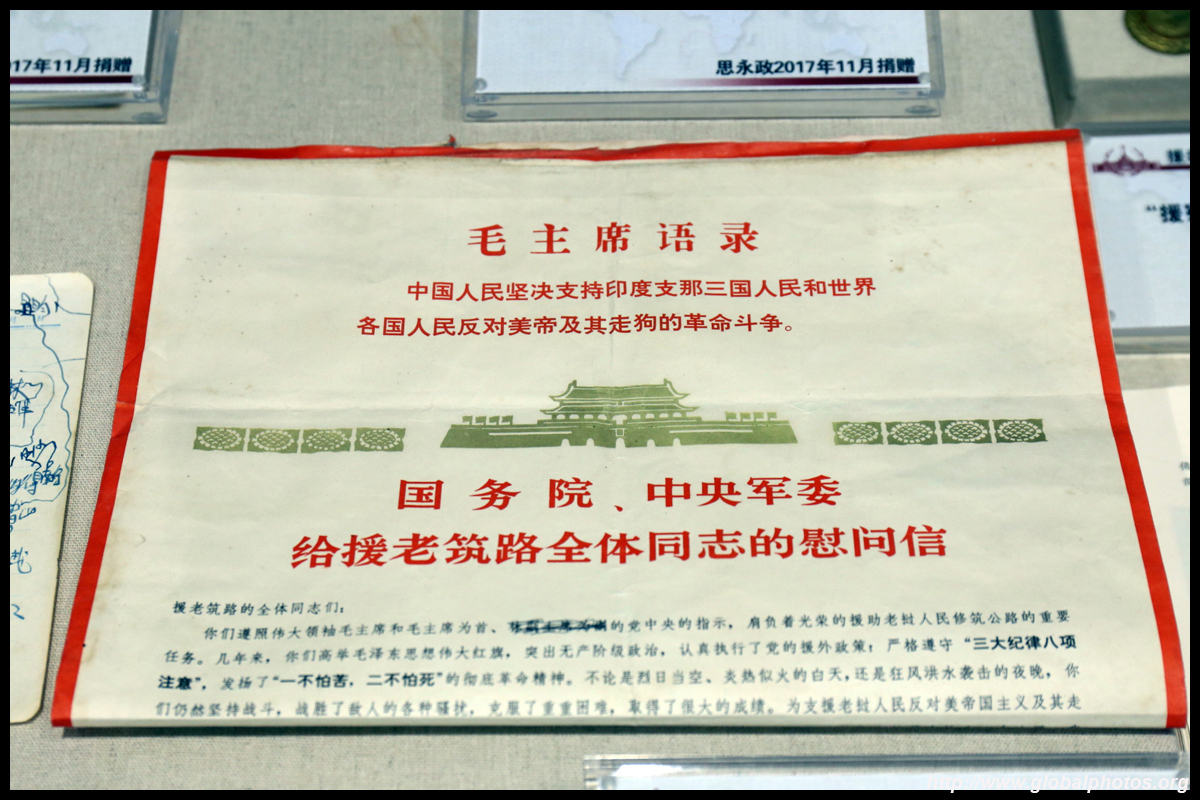 17年11月捐赠
思永政2017年11月捐赠
毛主席语录
中国人民坚决支持印度支那三国人民和世界
各国人民反对美帝及其走狗的革命斗争。
国务院、中央军委
给援老筑路全体同志的慰问信
援老筑路的全体同志们：
你们遵照伟大领袖毛主席和毛主席为首、的党中央的指示，肩负着光荣的援助老挝人民修筑公路的重要
任务。几年来，你们高举毛泽东思想伟大红旗，突出无产阶级政治，认真执行了党的援外政策；严格遵守“三大纪律八项
注意”，发扬了“一不怕苦，二不怕死”的彻底革命精神。不论是烈日当空、炎热似火的白天，还是狂风洪水袭击的夜晚，你
们仍然坚持战斗，战胜了敌人的各种骚扰，克服了重重困难，取得了很大的成绩。为支援老挝人民反对美帝国主义及其走
http://www.globalphotos.org